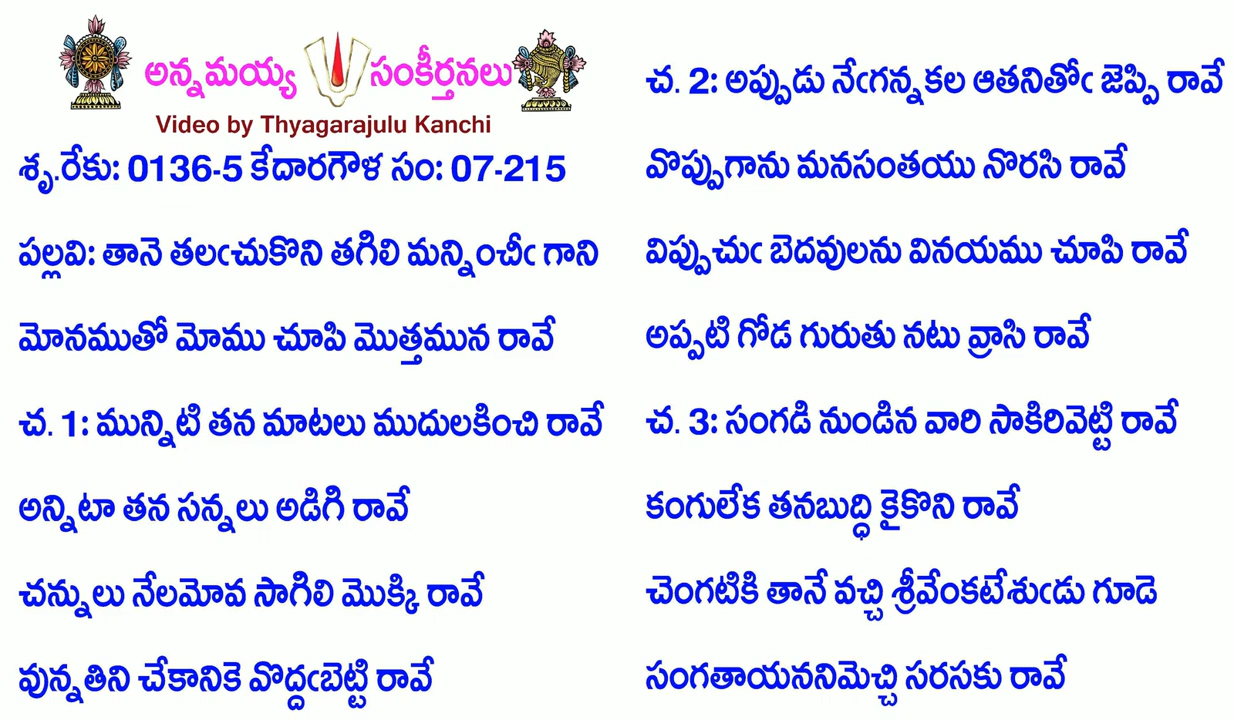 అన్నమయ్య సంకీర్తనలు
Video by Thyagarajulu Kanchi
శృ.రేకు: 0136-5 కేదారగౌళ సం: 07-215
పల్లవి: తానె తలఁచుకొని తగిలి మన్నించీఁ గాని
మోనముతో మోము చూపి మొత్తమున రావే
చ. 1: మున్నిటి తన మాటలు ముదులకించి రావే
అన్నిటా తన సన్నలు అడిగి రావే
చన్నులు నేలమోవ సాగిలి మొక్కి రావే
వున్నతిని చేకానికె వొద్దఁబెట్టి రావే
చ. 2: అప్పుడు నేఁగన్నకల ఆతనితోఁ జెప్పి రావే
వొప్పుగాను మనసంతయు నొరసి రావే
విప్పుచుఁ బెదవులను వినయము చూపి రావే
అప్పటి గోడ గురుతు నటు వ్రాసి రావే
చ. 3: సంగడి నుండిన వారి సాకిరివెట్టి రావే
కంగులేక తనబుద్ధి కైకొని రావే
చెంగటికి తానే వచ్చి శ్రీవేంకటేశుఁడు గూడె
సంగతాయననిమెచ్చి సరసకు రావే